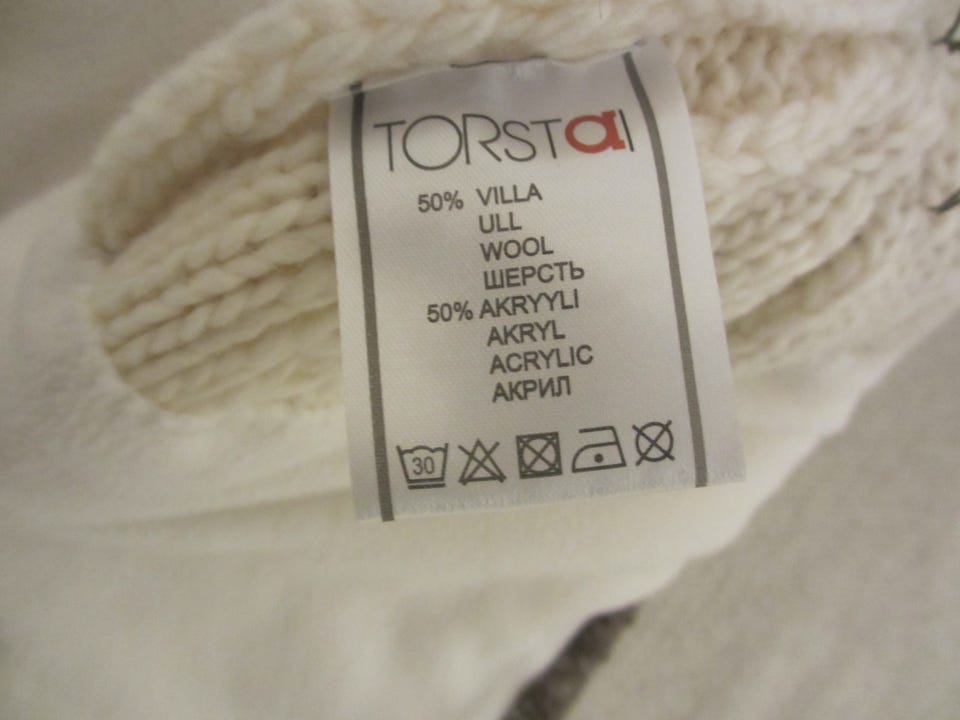 TORSTAI
50% VILLA
ULL
WOOL
ШЕРСТЬ
50% AKRYYLI
AKRYL
ACRYLIC
АКРИЛ
30